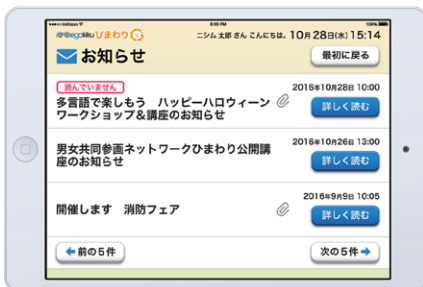 8:00 PM
100%
ひまわり
ニシム太郎 さん こんにちは。10月28日(水) 15:14
お知らせ
最初に戻る
読んでいません
2016年10月28日 10:00
多言語で楽しもう ハッピーハロウィーン
ワークショップ&講座のお知らせ
詳しく読む
2016年10月26日 13:00
男女共同参画ネットワークひまわり公開講
座のお知らせ
詳しく読む
2016年9月9日 10:05
開催します 消防フェア
詳しく読む
前の5件
次の5件